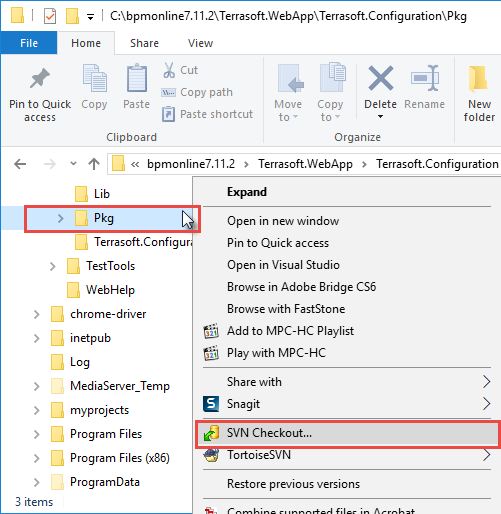 C:\bpmonline7.11.2\Terrasoft.WebApp\Terrasoft.Configuration\Pkg
File Home Share View
Pin to Quick access
Copy
Paste
Cut
Copy path
Paste shortcut
Move to
Copy to
Delete
Rename
New folder
Clipboard
Organize
« bpmonline7.11.2 > Terrasoft.WebApp > Terrasoft.Configuration
Lib
Pkg
Terrasoft.Configura
TestTools
WebHelp
chrome-driver
inetpub
Log
MediaServer_Temp
myprojects
Program Files
Program Files (x86)
ProgramData
3 items
Expand
Open in new window
Pin to Quick access
Open in Visual Studio
Browse in Adobe Bridge CS6
Browse with FastStone
Add to MPC-HC Playlist
Play with MPC-HC
Share with
Snagit
SVN Checkout...
TortoiseSVN
Restore previous versions
Combine supported files in Acrobat